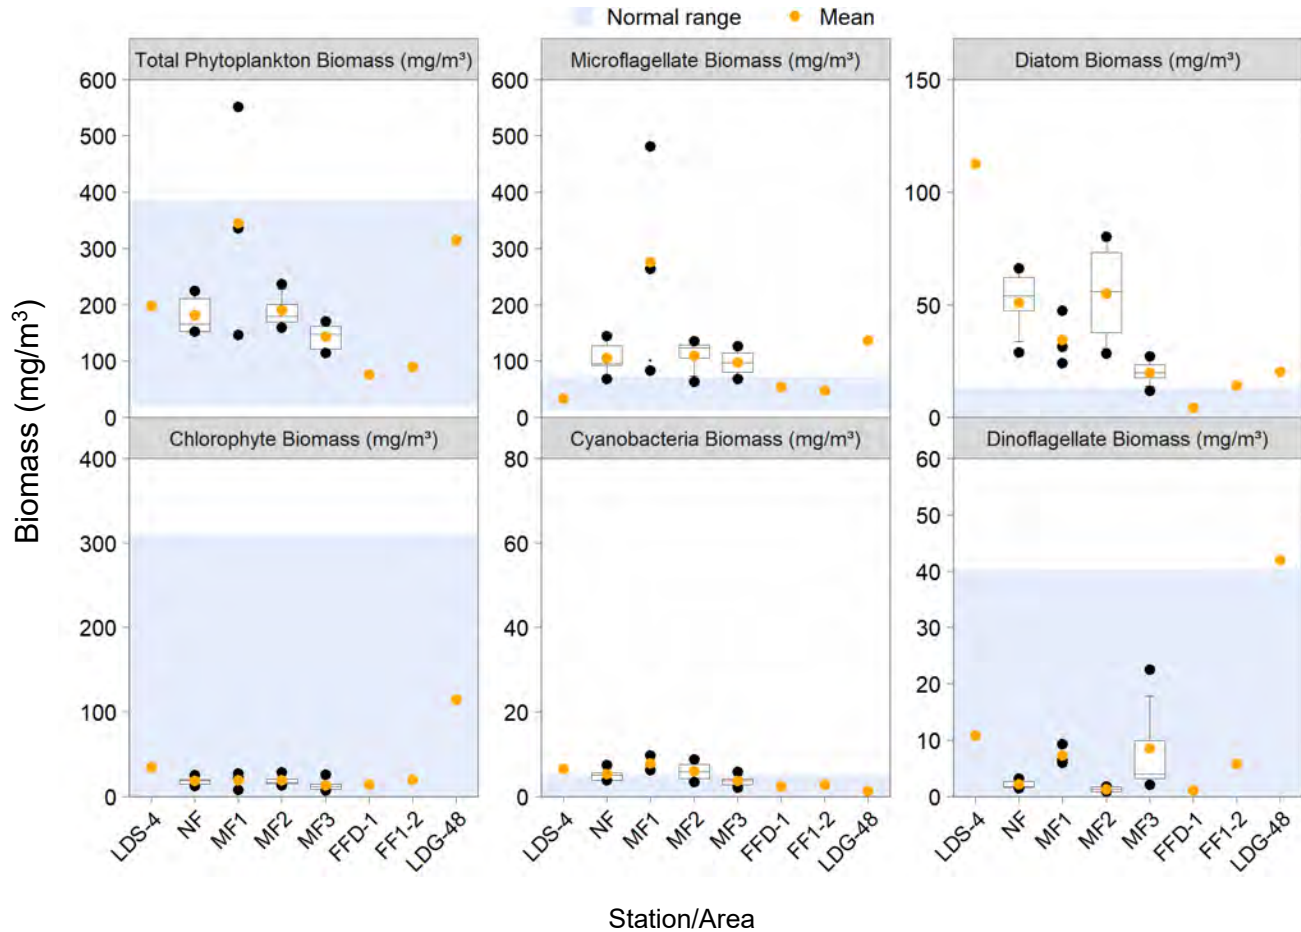 Normal range Mean
Total Phytoplankton Biomass (mg/m³) Microflagellate Biomass (mg/m³) Diatom Biomass (mg/m³)
600 600 150
500 500
400 400 100
300 300
200 200 50
100 100
0 0 0
Chlorophyte Biomass (mg/m³) Cyanobacteria Biomass (mg/m³) Dinoflagellate Biomass (mg/m³)
400 80 60
50
300 60
40
200 40 30
20
100 20
10
0 0 0
LDS-4 NF MF1 MF2 MF3 FFD-1 FF1-2 LDG-48 LDS-4 NF MF1 MF2 MF3 FFD-1 FF1-2 LDG-48 LDS-4 NF MF1 MF2 MF3 FFD-1 FF1-2 LDG-48
Biomass (mg/m³)
Station/Area